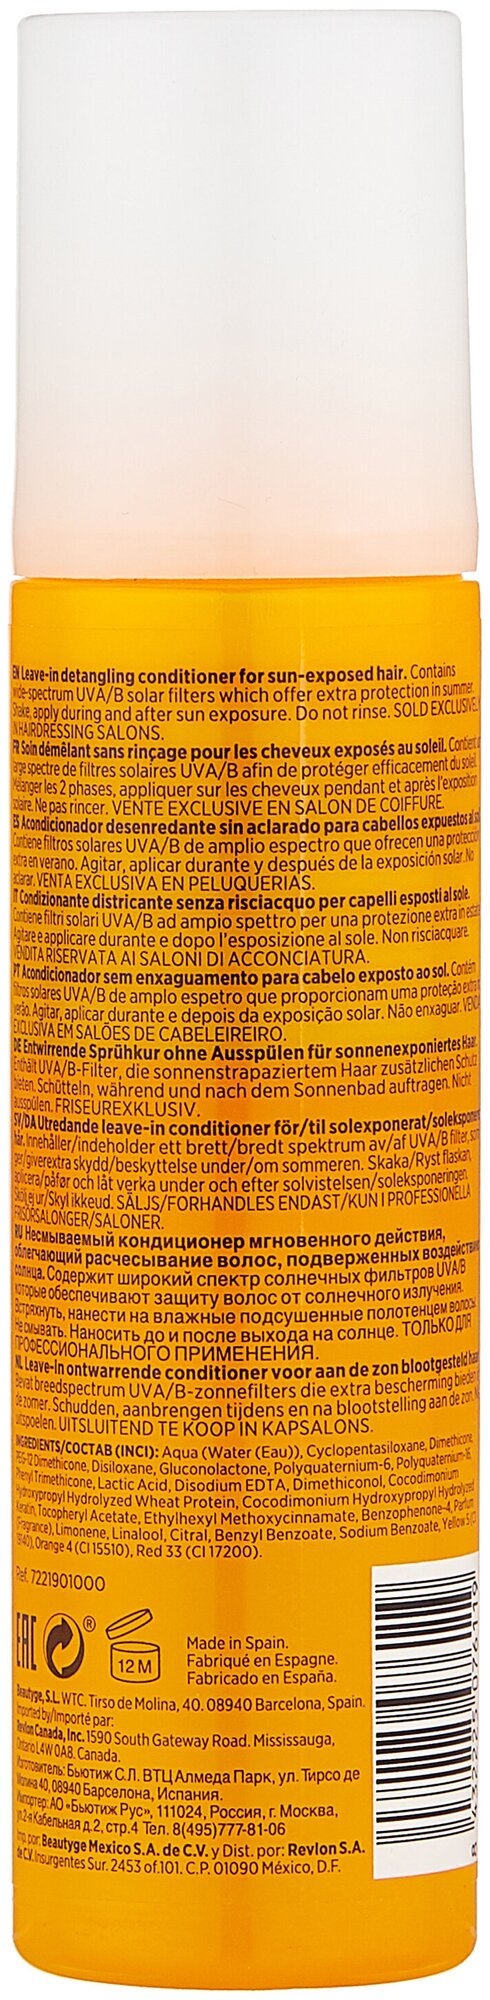 EN Leave-in detangling conditioner for sun-exposed hair. Contains
wide-spectrum UVA/B solar filters which offer extra protection in summer.
Shake, apply during and after sun exposure. Do not rinse. SOLD EXCLUSIVELY
IN HAIRDRESSING SALONS.
FR Soin démêlant sans rinçage pour les cheveux exposés au soleil. Contient un
large spectre de filtres solaires UVA/B afin de protéger efficacement du soleil.
Mélanger les 2 phases, appliquer sur les cheveux pendant et après l'exposition
solaire. Ne pas rincer. VENTE EXCLUSIVE EN SALON DE COIFFURE.
ES Acondicionador desenredante sin aclarado para cabellos expuestos al sol.
Contiene filtros solares UVA/B de amplio espectro que ofrecen una protección
extra en verano. Agitar, aplicar durante y después de la exposición solar. No
aclarar. VENTA EXCLUSIVA EN PELUQUERIAS.
IT Condizionante districante senza risciacquo per capelli esposti al sole.
Contiene filtri solari UVA/B ad ampio spettro per una protezione extra in estate.
Agitare e applicare durante e dopo l'esposizione al sole. Non risciacquare.
VENDITA RISERVATA AI SALONI DI ACCONCIATURA.
PT Acondicionador sem enxaguamento para cabelo exposto ao sol. Contém
filtros solares UVA/B de amplo espetro que proporcionam uma proteção extra no
verão. Agitar, aplicar durante e depois da exposição solar. Não enxaguar. VENDA
EXCLUSIVA EM SALÕES DE CABELEIREIRO.
DE Entwirrende Sprühkur ohne Ausspülen für sonnenexponiertes Haar.
Enthält UVA/B-Filter, die sonnenstrapaziertem Haar zusätzlichen Schutz
bieten. Schütteln, während und nach dem Sonnenbad auftragen. Nicht
ausspülen. FRISEUREXKLUSIV.
SV/DA Utredande leave-in conditioner för/til solexponerat/soleksponeret
hår. Innehåller/indeholder ett brett/bredt spektrum av/af UVA/B filter, som
ger/giver extra skydd/beskyttelse under/om sommeren. Skaka/Ryst flaskan,
aplicera/påfør och låt verka under och efter solvistelsen/soleksponeringen.
Skölj ej ur/Skyl ikke ud. SÄLJS/FORHANDLES ENDAST/KUN I PROFESSIONELLA
FRISÖRSALONGER/SALONER.
RU Несмываемый кондиционер мгновенного действия,
облегчающий расчесывание волос, подверженных воздействию
солнца. Содержит широкий спектр солнечных фильтров UVA/B
которые обеспечивают защиту волос от солнечного излучения.
Встряхнуть, нанести на влажные подсушенные полотенцем волосы.
Не смывать. Наносить до и после выхода на солнце. ТОЛЬКО ДЛЯ
ПРОФЕССИОНАЛЬНОГО ПРИМЕНЕНИЯ.
NL Leave-In ontwarrende conditioner voor aan de zon blootgesteld haar.
Bevat breedspectrum UVA/B-zonnefilters die extra bescherming bieden in
de zomer. Schudden, aanbrengen tijdens en na blootstelling aan de zon. Niet
uitspoelen. UITSLUITEND TE KOOP IN KAPSALONS.
INGREDIENTS/СОСТАВ (INCI): Aqua (Water (Eau)), Cyclopentasiloxane, Dimethicone,
PEG-12 Dimethicone, Disiloxane, Gluconolactone, Polyquaternium-6, Polyquaternium-16,
Phenyl Trimethicone, Lactic Acid, Disodium EDTA, Dimethiconol, Cocodimonium
Hydroxypropyl Hydrolyzed Wheat Protein, Cocodimonium Hydroxypropyl Hydrolyzed
Keratin, Tocopheryl Acetate, Ethylhexyl Methoxycinnamate, Benzophenone-4, Parfum
(Fragrance), Limonene, Linalool, Citral, Benzyl Benzoate, Sodium Benzoate, Yellow 5 (CI
19140), Orange 4 (CI 15510), Red 33 (CI 17200).
Ref. 7221901000
EAC
®
12 M
Made in Spain.
Fabriqué en Espagne.
Fabricado en España.
Beautyge, S.L. WTC. Tirso de Molina, 40. 08940 Barcelona, Spain.
Imported by/Importé par:
Revlon Canada, Inc. 1590 South Gateway Road. Mississauga,
Ontario L4W 0A8. Canada.
Изготовитель: Бьютиж С.Л. ВТЦ Алмеда Парк, ул. Тирсо де
Молина 40, 08940 Барселона, Испания.
Импортер: АО «Бьютиж Рус», 111024, Россия, г. Москва,
ул.2-я Кабельная д.2, стр.4 Тел. 8(495)777-81-06
Imp. por: Beautyge Mexico S.A. de C.V. y Dist. por: Revlon S.A.
de C.V. Insurgentes Sur. 2453 of.101. C.P. 01090 México, D.F.